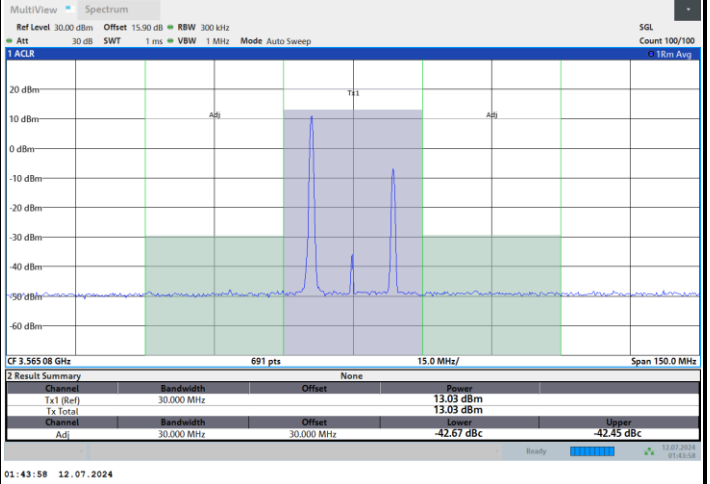 MultiView Spectrum
Ref Level 30.00 dBm Offset 15.90 dB RBW 300 kHz SGL
Att 30 dB SWT 1 ms VBW 1 MHz Mode Auto Sweep Count 100/100
1 ACLR 1Rm Avg
Tx1
20 dBm
Adj Adj
10 dBm
0 dBm
-10 dBm
-20 dBm
-30 dBm
-40 dBm
-50 dBm
-60 dBm
CF 3.565 08 GHz 691 pts 15.0 MHz/ Span 150.0 MHz
2 Result Summary None
Channel Bandwidth Offset Power
Tx1 (Ref) 30.000 MHz 13.03 dBm
Tx Total 13.03 dBm
Channel Bandwidth Offset Lower Upper
Adj 30.000 MHz 30.000 MHz -42.67 dBc -42.45 dBc
Ready 12.07.2024
01:43:58
01:43:58 12.07.2024